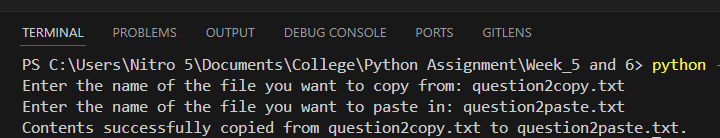 TERMINAL PROBLEMS OUTPUT DEBUG CONSOLE PORTS GITLENS
PS C:\Users\Nitro 5\Documents\College\Python Assignment\Week_5 and 6> python
Enter the name of the file you want to copy from: question2copy.txt
Enter the name of the file you want to paste in: question2paste.txt
Contents successfully copied from question2copy.txt to question2paste.txt.